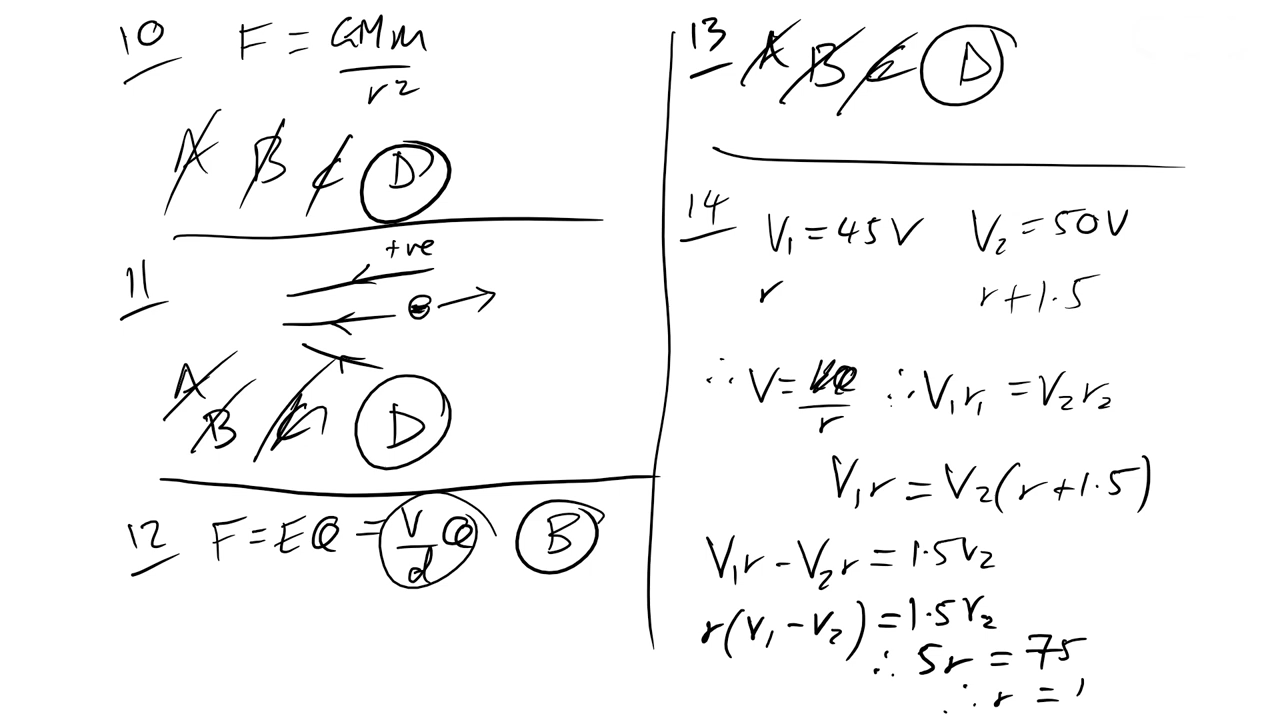 10 F = GMm / r²
A B C D
11 +ve
e
A B C D
12 F = EQ = V/d Q B
13 A B C D
14 V₁ = 45V V₂ = 50V
r r + 1.5
∴ V = kQ / r ∴ V₁r₁ = V₂r₂
V₁r = V₂(r + 1.5)
V₁r - V₂r = 1.5V₂
r(V₁ - V₂) = 1.5V₂
∴ 5r = 75
∴ r = 1